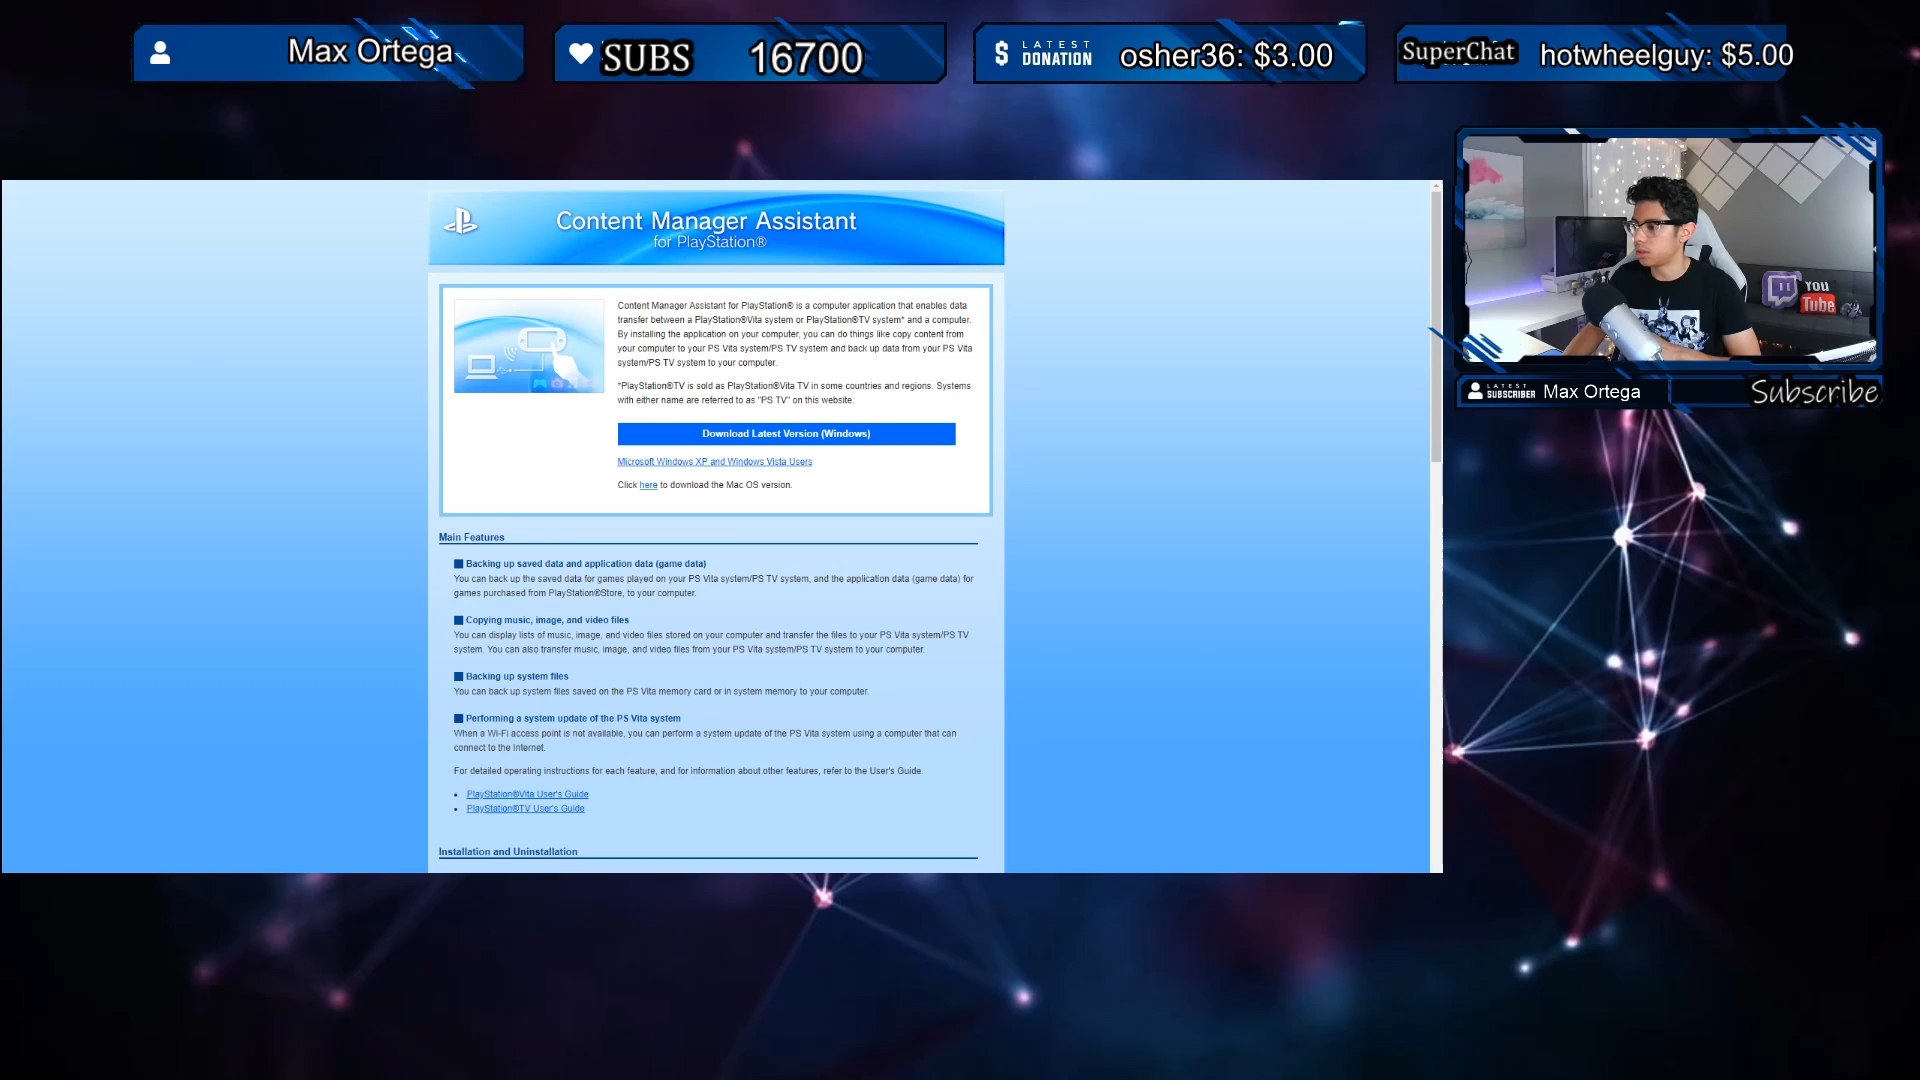 Max Ortega
SUBS 16700
LATEST
DONATION
osher36: $3.00
SuperChat
hotwheelguy: $5.00
Content Manager Assistant
for PlayStation®
Content Manager Assistant for PlayStation® is a computer application that enables data
transfer between a PlayStation®Vita system or PlayStation®TV system* and a computer.
By installing the application on your computer, you can do things like copy content from
your computer to your PS Vita system/PS TV system and back up data from your PS Vita
system/PS TV system to your computer.
*PlayStation®TV is sold as PlayStation®Vita TV in some countries and regions. Systems
with either name are referred to as "PS TV" on this website.
Download Latest Version (Windows)
Microsoft Windows XP and Windows Vista Users
Click here to download the Mac OS version.
Main Features
Backing up saved data and application data (game data)
You can back up the saved data for games played on your PS Vita system/PS TV system, and the application data (game data) for
games purchased from PlayStation®Store, to your computer.
Copying music, image, and video files
You can display lists of music, image, and video files stored on your computer and transfer the files to your PS Vita system/PS TV
system. You can also transfer music, image, and video files from your PS Vita system/PS TV system to your computer.
Backing up system files
You can back up system files saved on the PS Vita memory card or in system memory to your computer.
Performing a system update of the PS Vita system
When a Wi-Fi access point is not available, you can perform a system update of the PS Vita system using a computer that can
connect to the Internet.
For detailed operating instructions for each feature, and for information about other features, refer to the User's Guide.
• PlayStation®Vita User's Guide
• PlayStation®TV User's Guide
Installation and Uninstallation
YOU
Tube
LATEST
SUBSCRIBER
Max Ortega
Subscribe